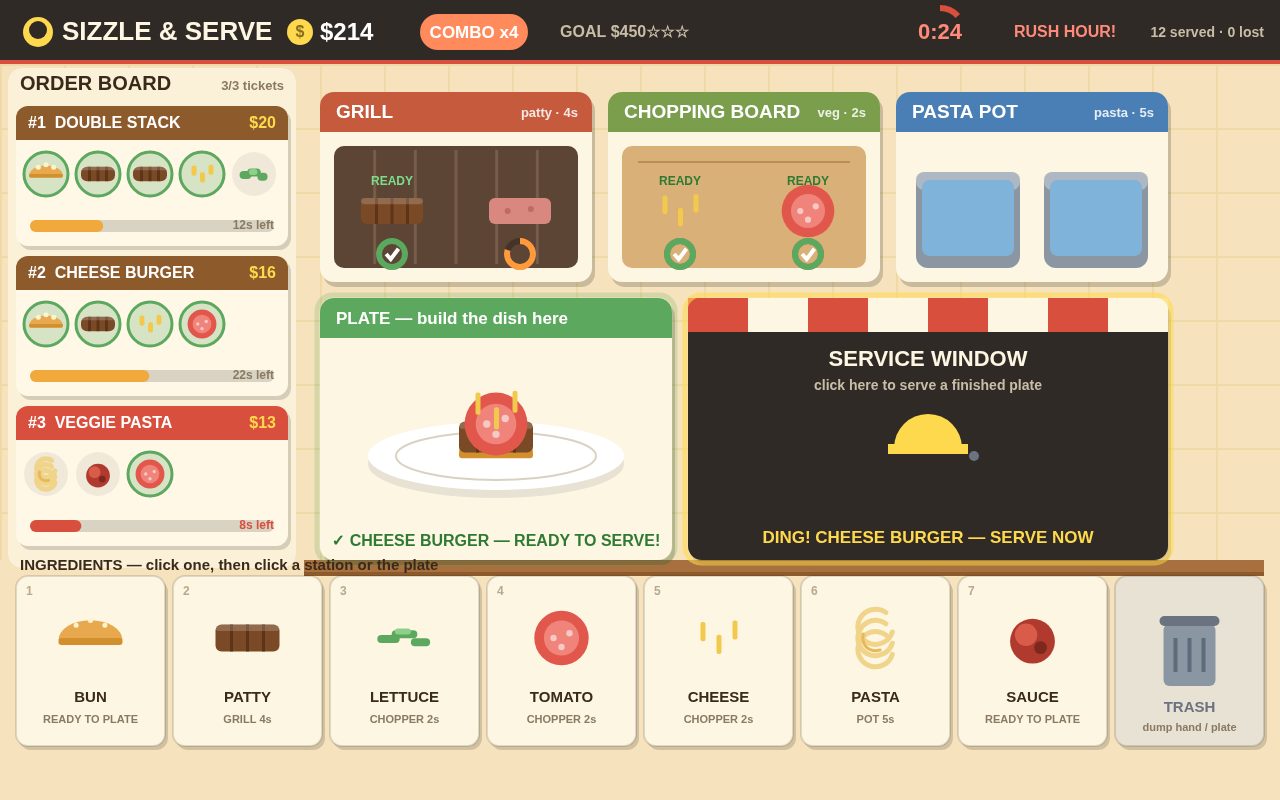 SIZZLE & SERVE $ $214 COMBO x4 GOAL $450☆☆☆ 0:24 RUSH HOUR! 12 served · 0 lost
ORDER BOARD 3/3 tickets
#1 DOUBLE STACK $20
12s left
#2 CHEESE BURGER $16
22s left
#3 VEGGIE PASTA $13
8s left
GRILL patty · 4s
READY
CHOPPING BOARD veg · 2s
READY READY
PASTA POT pasta · 5s
PLATE — build the dish here
✓ CHEESE BURGER — READY TO SERVE!
SERVICE WINDOW
click here to serve a finished plate
DING! CHEESE BURGER — SERVE NOW
INGREDIENTS — click one, then click a station or the plate
1
BUN
READY TO PLATE
2
PATTY
GRILL 4s
3
LETTUCE
CHOPPER 2s
4
TOMATO
CHOPPER 2s
5
CHEESE
CHOPPER 2s
6
PASTA
POT 5s
7
SAUCE
READY TO PLATE
TRASH
dump hand / plate